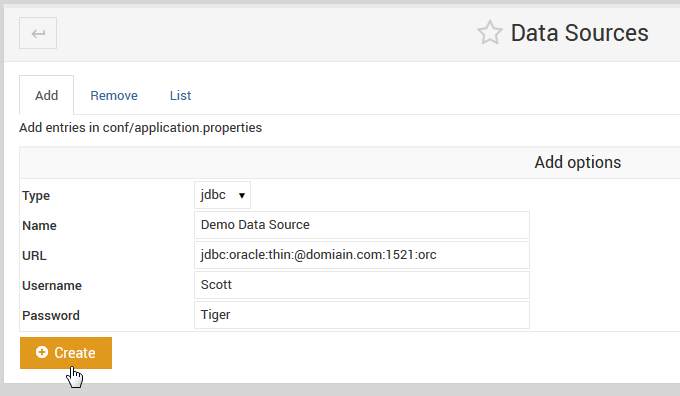 Data Sources
Add Remove List
Add entries in conf/application.properties
Add options
Type jdbc
Name Demo Data Source
URL jdbc:oracle:thin:@domiain.com:1521:orc
Username Scott
Password Tiger
Create